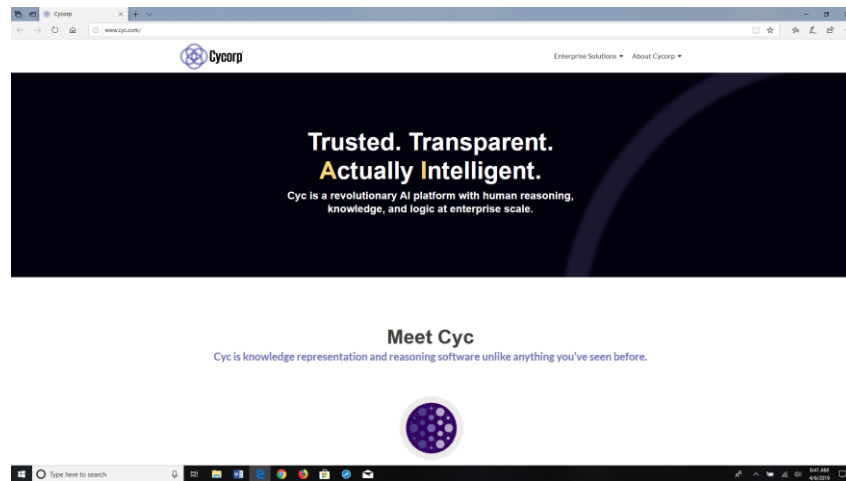 Cycorp
www.cyc.com/
Cycorp
Enterprise Solutions
About Cycorp
Trusted. Transparent.
Actually Intelligent.
Cyc is a revolutionary AI platform with human reasoning,
knowledge, and logic at enterprise scale.
Meet Cyc
Cyc is knowledge representation and reasoning software unlike anything you've seen before.
Type here to search
6:41 AM
4/6/2019